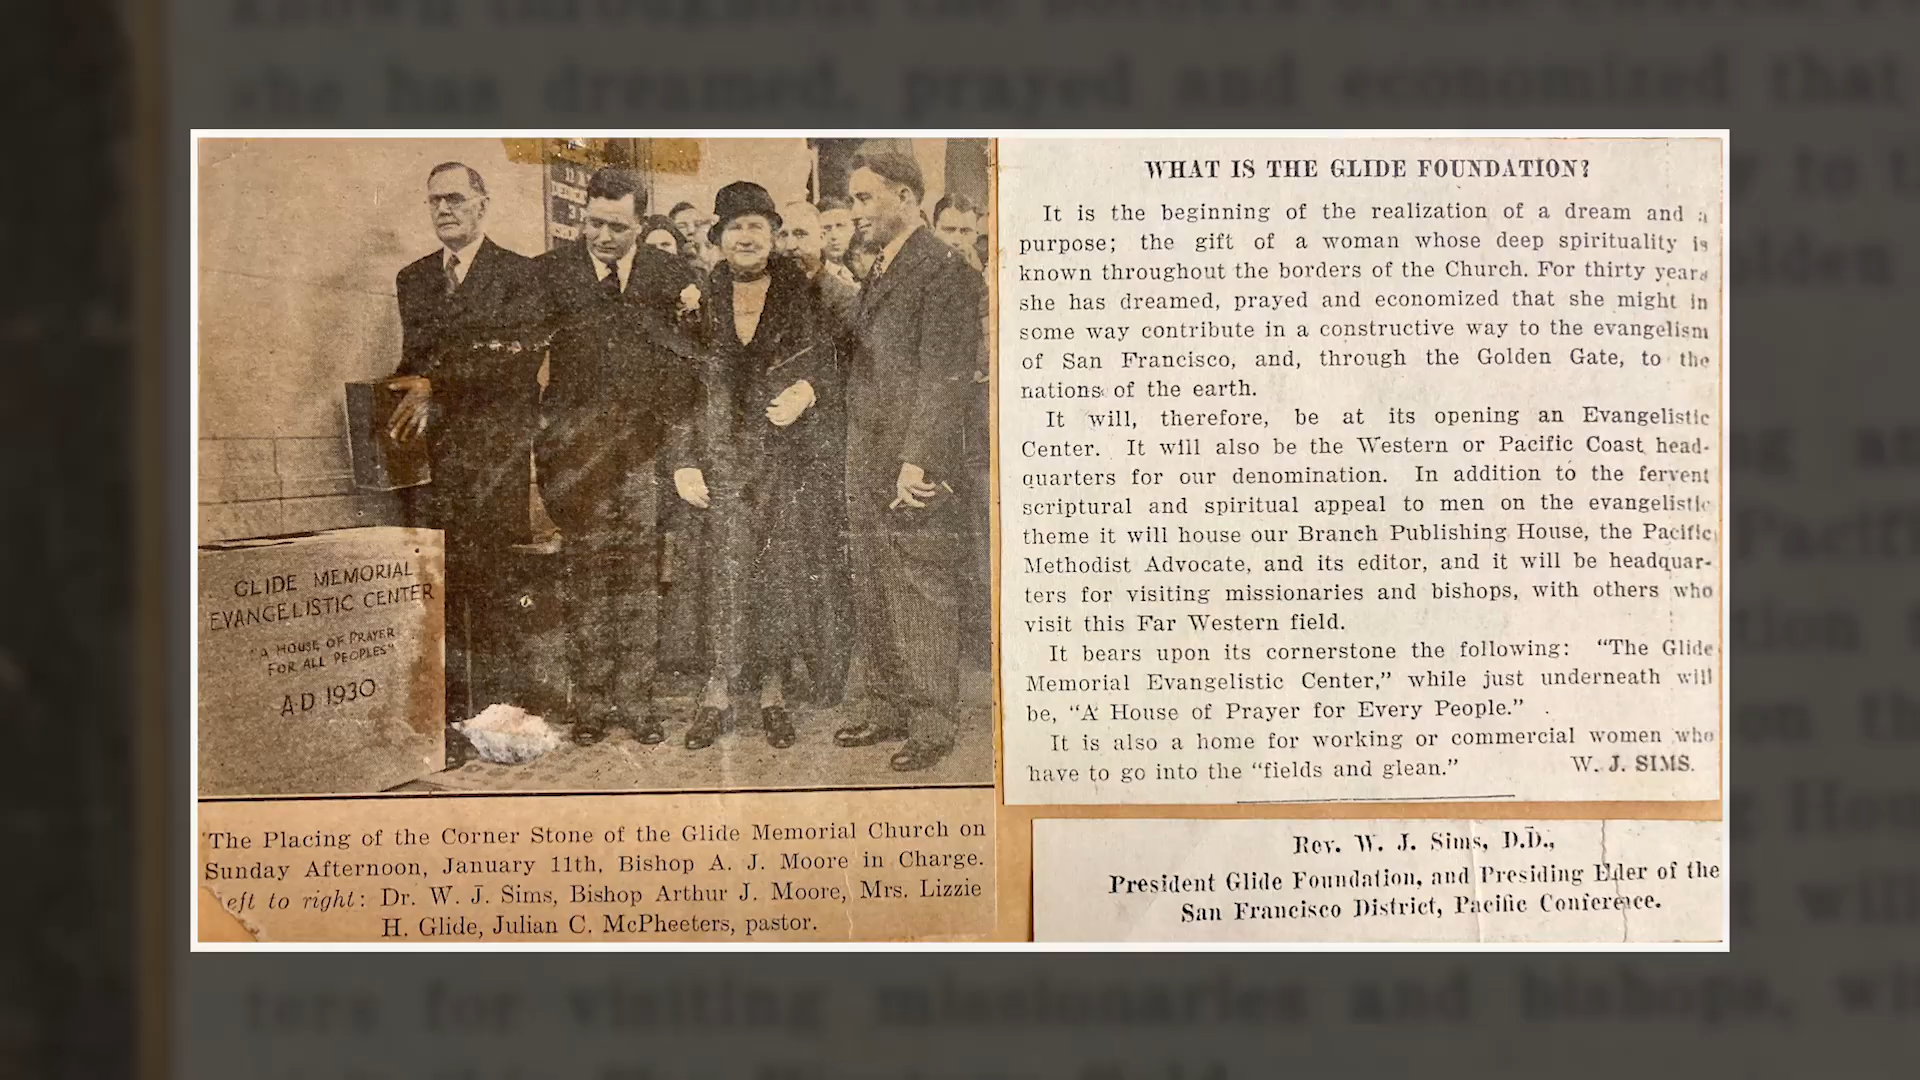 GLIDE MEMORIAL
EVANGELISTIC CENTER
"A HOUSE OF PRAYER
FOR ALL PEOPLES"
A.D 1930
The Placing of the Corner Stone of the Glide Memorial Church on
Sunday Afternoon, January 11th, Bishop A. J. Moore in Charge.
eft to right: Dr. W. J. Sims, Bishop Arthur J. Moore, Mrs. Lizzie
H. Glide, Julian C. McPheeters, pastor.
WHAT IS THE GLIDE FOUNDATION?
It is the beginning of the realization of a dream and a
purpose; the gift of a woman whose deep spirituality is
known throughout the borders of the Church. For thirty years
she has dreamed, prayed and economized that she might in
some way contribute in a constructive way to the evangelism
of San Francisco, and, through the Golden Gate, to the
nations of the earth.
It will, therefore, be at its opening an Evangelistic
Center. It will also be the Western or Pacific Coast head-
quarters for our denomination. In addition to the fervent
scriptural and spiritual appeal to men on the evangelistic
theme it will house our Branch Publishing House, the Pacific
Methodist Advocate, and its editor, and it will be headquar-
ters for visiting missionaries and bishops, with others who
visit this Far Western field.
It bears upon its cornerstone the following: "The Glide
Memorial Evangelistic Center," while just underneath will
be, "A House of Prayer for Every People."
It is also a home for working or commercial women who
have to go into the "fields and glean." W. J. SIMS.
Rev. W. J. Sims, D.D.,
President Glide Foundation, and Presiding Elder of the
San Francisco District, Pacific Conference.